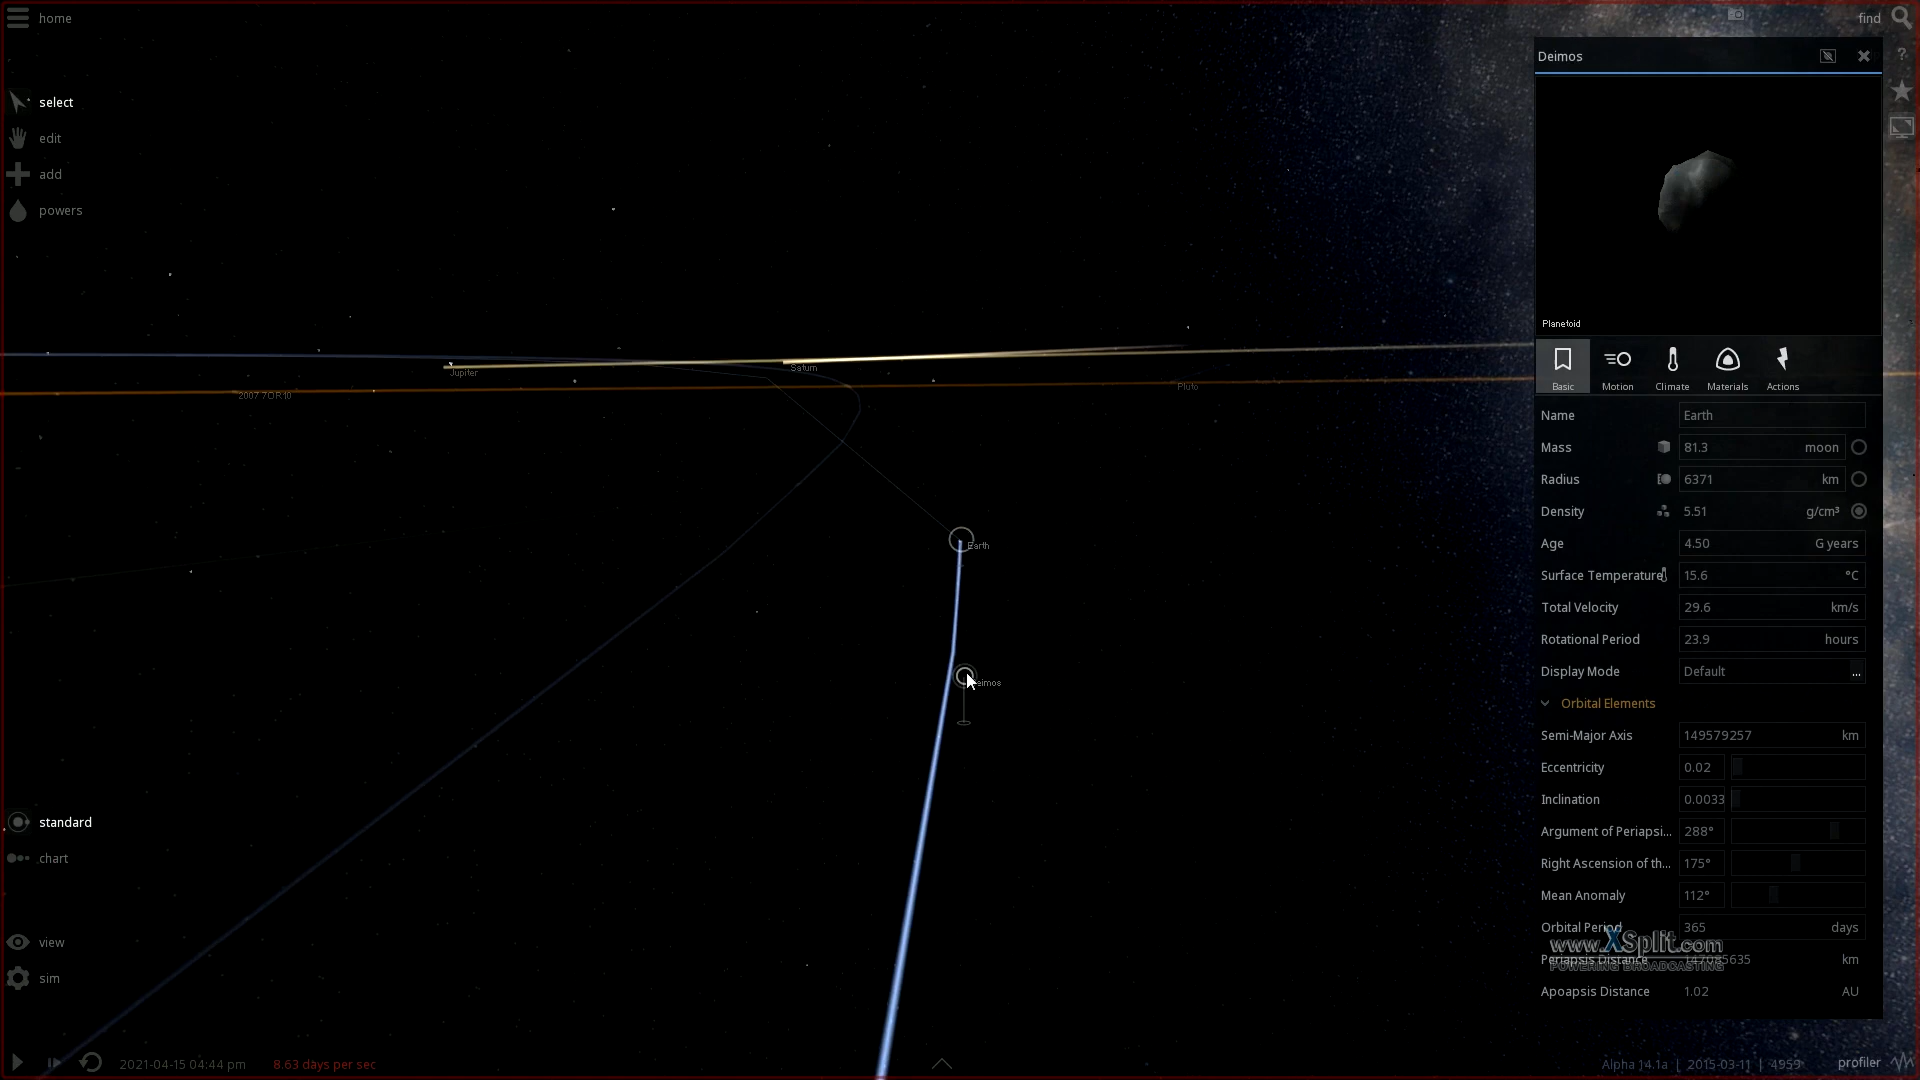 home
find
select
edit
add
powers
Jupiter
Saturn
2007 7OR10
Pluto
Earth
eimos
standard
chart
view
sim
2021-04-15 04:44 pm
8.63 days per sec
Deimos
?
Planetoid
Basic
Motion
Climate
Materials
Actions
Name Earth
Mass 81.3 moon
Radius 6371 km
Density 5.51 g/cm³
Age 4.50 G years
Surface Temperature 15.6 °C
Total Velocity 29.6 km/s
Rotational Period 23.9 hours
Display Mode Default ...
Orbital Elements
Semi-Major Axis 149579257 km
Eccentricity 0.02
Inclination 0.0033
Argument of Periapsi... 288°
Right Ascension of th... 175°
Mean Anomaly 112°
Orbital Period 365 days
www.XSplit.com
Periapsis Distance km
POWERING BROADCASTING
Apoapsis Distance 1.02 AU
Alpha 14.1a | 2015-03-11 | 4959
profiler